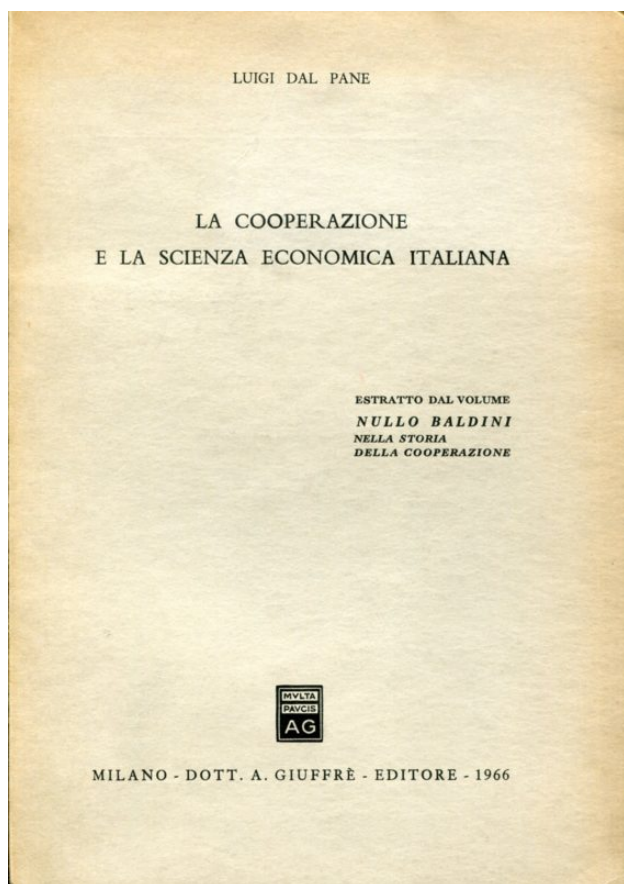 LUIGI DAL PANE
LA COOPERAZIONE
E LA SCIENZA ECONOMICA ITALIANA
ESTRATTO DAL VOLUME
NULLO BALDINI
NELLA STORIA
DELLA COOPERAZIONE
MVLTA
PAVCIS
AG
MILANO - DOTT. A. GIUFFRÈ - EDITORE - 1966